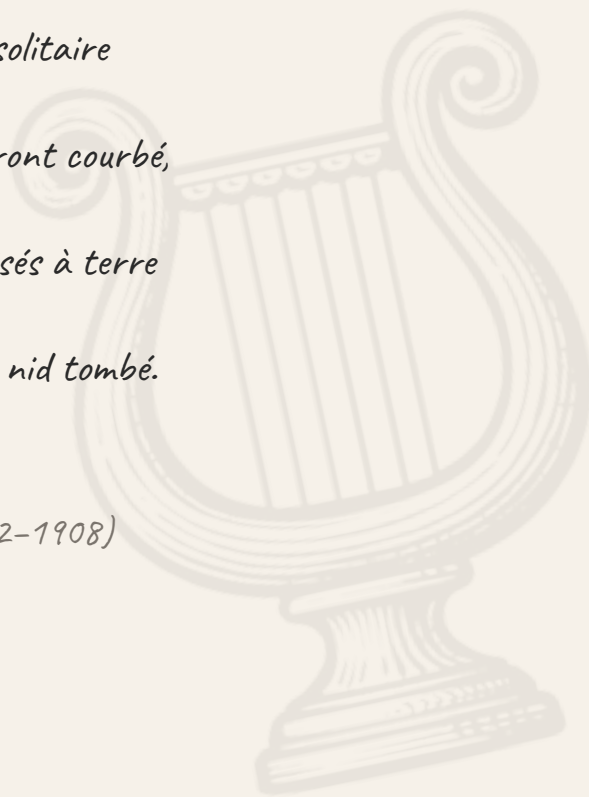 solitaire
ront courbé,
sés à terre
nid tombé.
2–1908)